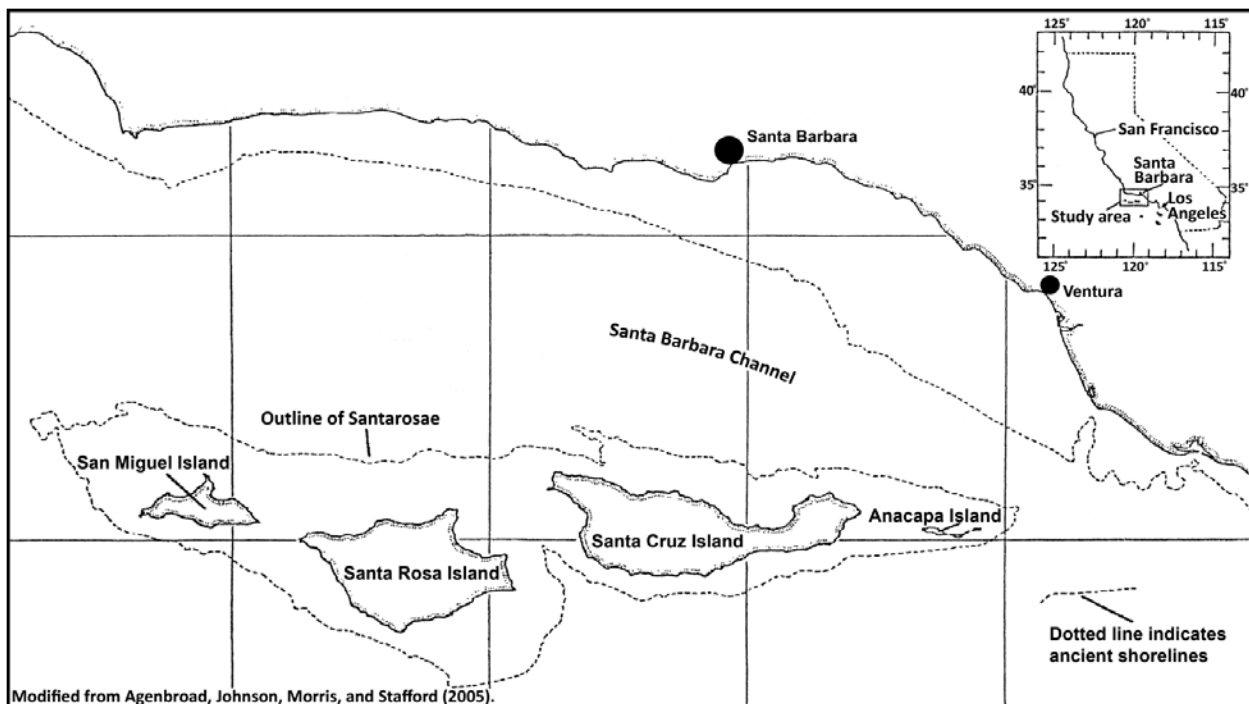 125˚ 120˚ 115˚
40˚ 40˚
San Francisco
Santa
Barbara
35˚ 35˚
Los
Angeles
Study area
125˚ 120˚ 115˚
Santa Barbara
Ventura
Santa Barbara Channel
Outline of Santarosae
San Miguel Island
Anacapa Island
Santa Cruz Island
Santa Rosa Island
Dotted line indicates
ancient shorelines
Modified from Agenbroad, Johnson, Morris, and Stafford (2005).